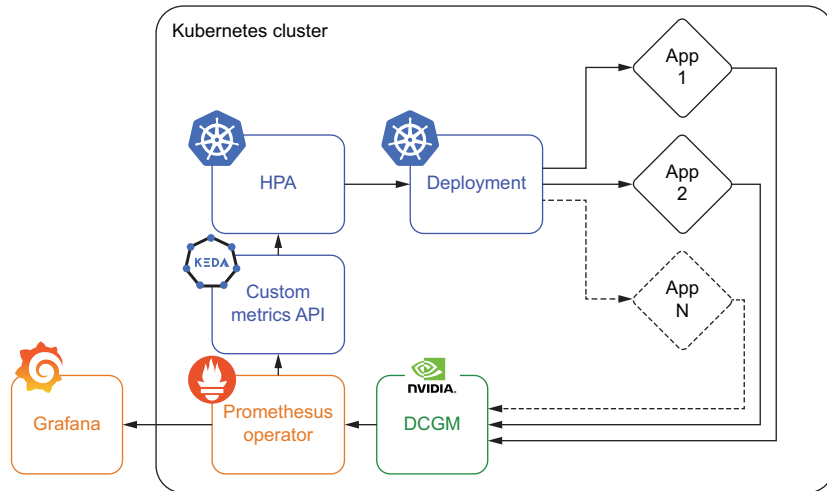 Kubernetes cluster
App
1
HPA
Deployment
App
2
KEDA
Custom
metrics API
App
N
Grafana
Promethesus
operator
NVIDIA.
DCGM